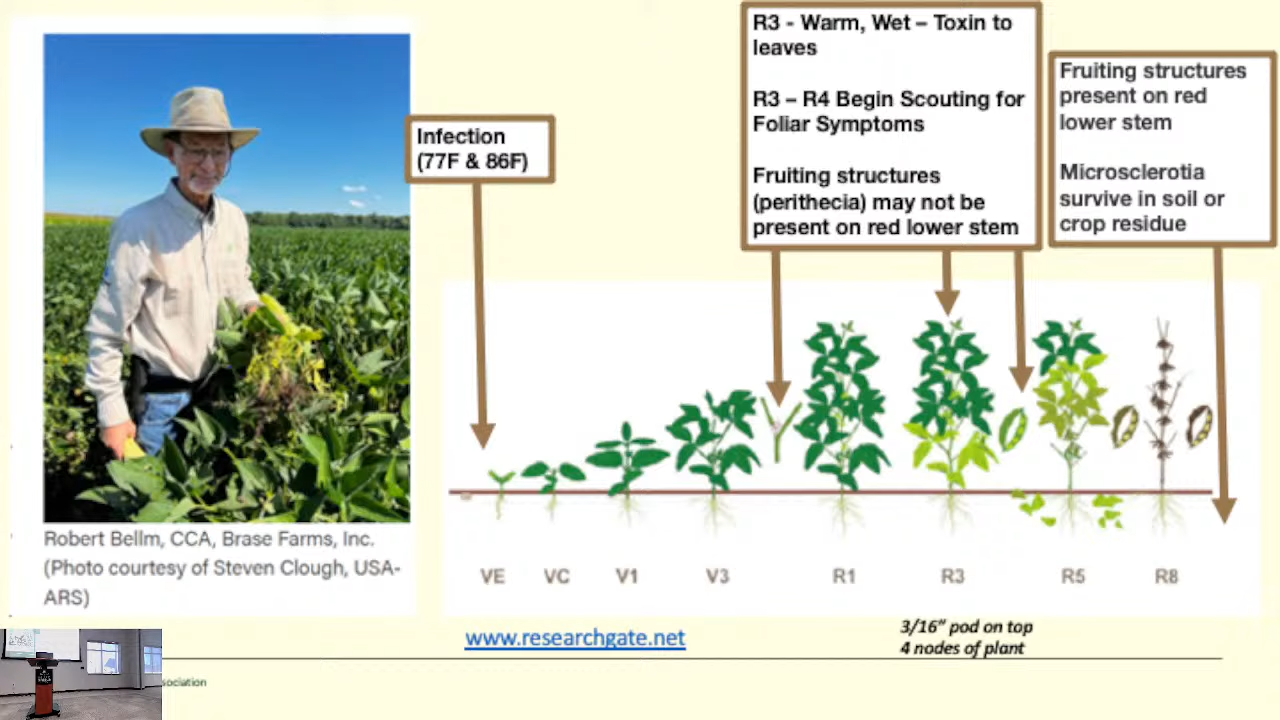 R3 - Warm, Wet – Toxin to
leaves
R3 – R4 Begin Scouting for
Foliar Symptoms
Fruiting structures
(perithecia) may not be
present on red lower stem
Fruiting structures
present on red
lower stem
Microsclerotia
survive in soil or
crop residue
Infection
(77F & 86F)
Robert Bellm, CCA, Brase Farms, Inc.
(Photo courtesy of Steven Clough, USA-
ARS)
VE VC V1 V3 R1 R3 R5 R8
www.researchgate.net
3/16” pod on top
4 nodes of plant
sociation